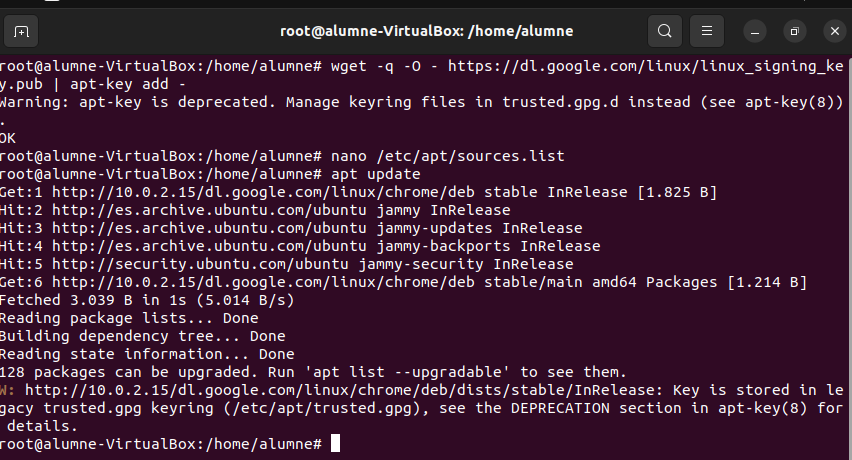 root@alumne-VirtualBox: /home/alumne
root@alumne-VirtualBox:/home/alumne# wget -q -O - https://dl.google.com/linux/linux_signing_ke
y.pub | apt-key add -
Warning: apt-key is deprecated. Manage keyring files in trusted.gpg.d instead (see apt-key(8))
.
OK
root@alumne-VirtualBox:/home/alumne# nano /etc/apt/sources.list
root@alumne-VirtualBox:/home/alumne# apt update
Get:1 http://10.0.2.15/dl.google.com/linux/chrome/deb stable InRelease [1.825 B]
Hit:2 http://es.archive.ubuntu.com/ubuntu jammy InRelease
Hit:3 http://es.archive.ubuntu.com/ubuntu jammy-updates InRelease
Hit:4 http://es.archive.ubuntu.com/ubuntu jammy-backports InRelease
Hit:5 http://security.ubuntu.com/ubuntu jammy-security InRelease
Get:6 http://10.0.2.15/dl.google.com/linux/chrome/deb stable/main amd64 Packages [1.214 B]
Fetched 3.039 B in 1s (5.014 B/s)
Reading package lists... Done
Building dependency tree... Done
Reading state information... Done
128 packages can be upgraded. Run 'apt list --upgradable' to see them.
W: http://10.0.2.15/dl.google.com/linux/chrome/deb/dists/stable/InRelease: Key is stored in le
gacy trusted.gpg keyring (/etc/apt/trusted.gpg), see the DEPRECATION section in apt-key(8) for
 details.
root@alumne-VirtualBox:/home/alumne#